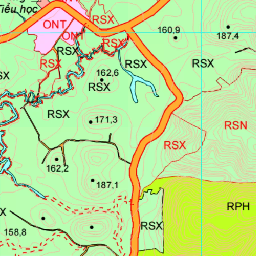 Tiểu học
ONT
RSX
160,9
187,4
ONT
RSX
RSX
RSX
RSX
RSX
162,6
RSX
RSX
171,3
RSN
RSX
162,2
187,1
RPH
RSX
RSX
158,8